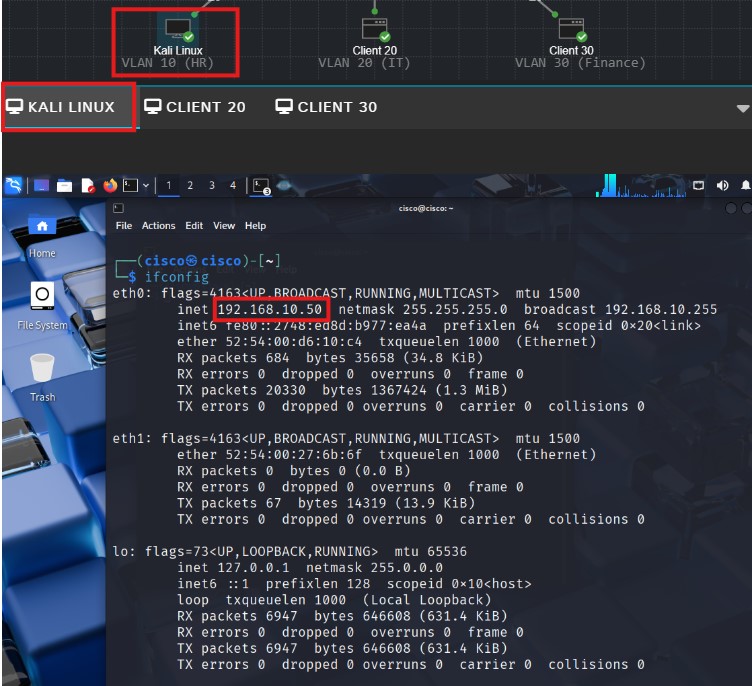 Kali Linux
VLAN 10 (HR)
Client 20
VLAN 20 (IT)
Client 30
VLAN 30 (Finance)
KALI LINUX
CLIENT 20
CLIENT 30
1 2 3 4
3
cisco@cisco: ~
File Actions Edit View Help
Home
File System
Trash
┌──(cisco㉿cisco)-[~]
└─$ ifconfig
eth0: flags=4163<UP,BROADCAST,RUNNING,MULTICAST>  mtu 1500
inet 192.168.10.50  netmask 255.255.255.0  broadcast 192.168.10.255
inet6 fe80::2748:ed8d:b977:ea4a  prefixlen 64  scopeid 0×20<link>
ether 52:54:00:d6:10:c4  txqueuelen 1000  (Ethernet)
RX packets 684  bytes 35658 (34.8 KiB)
RX errors 0  dropped 0  overruns 0  frame 0
TX packets 20330  bytes 1367424 (1.3 MiB)
TX errors 0  dropped 0 overruns 0  carrier 0  collisions 0
eth1: flags=4163<UP,BROADCAST,RUNNING,MULTICAST>  mtu 1500
ether 52:54:00:27:6b:6f  txqueuelen 1000  (Ethernet)
RX packets 0  bytes 0 (0.0 B)
RX errors 0  dropped 0  overruns 0  frame 0
TX packets 67  bytes 14319 (13.9 KiB)
TX errors 0  dropped 0 overruns 0  carrier 0  collisions 0
lo: flags=73<UP,LOOPBACK,RUNNING>  mtu 65536
inet 127.0.0.1  netmask 255.0.0.0
inet6 ::1  prefixlen 128  scopeid 0×10<host>
loop  txqueuelen 1000  (Local Loopback)
RX packets 6947  bytes 646608 (631.4 KiB)
RX errors 0  dropped 0  overruns 0  frame 0
TX packets 6947  bytes 646608 (631.4 KiB)
TX errors 0  dropped 0 overruns 0  carrier 0  collisions 0